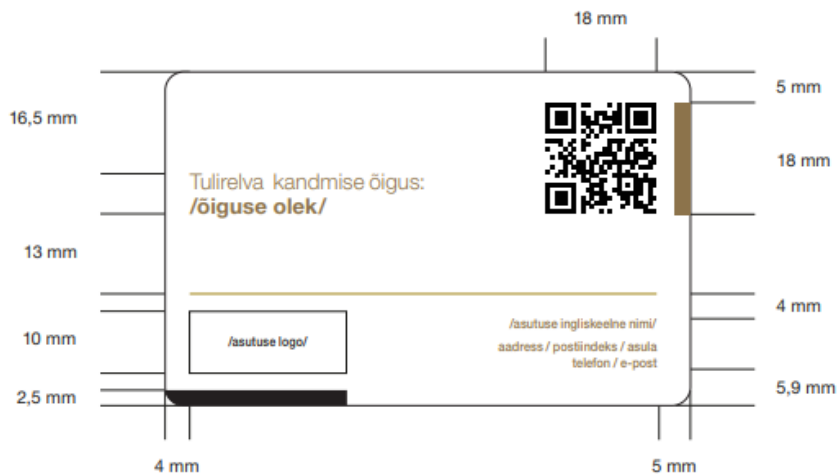 18 mm
5 mm
16,5 mm
18 mm
Tulirelva kandmise õigus:
/õiguse olek/
13 mm
4 mm
/asutuse ingliskeelne nimi/
10 mm
/asutuse logo/
aadress / postiindeks / asula
telefon / e-post
5,9 mm
2,5 mm
4 mm
5 mm